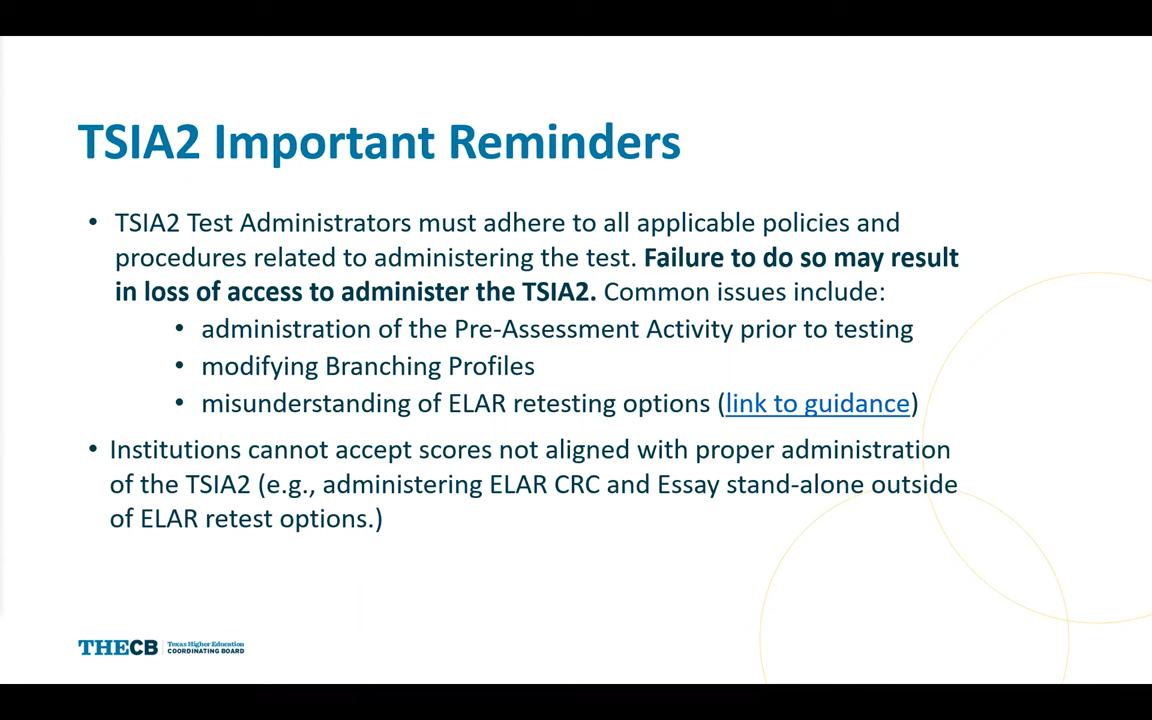 TSIA2 Important Reminders
• TSIA2 Test Administrators must adhere to all applicable policies and
procedures related to administering the test. Failure to do so may result
in loss of access to administer the TSIA2. Common issues include:
• administration of the Pre-Assessment Activity prior to testing
• modifying Branching Profiles
• misunderstanding of ELAR retesting options (link to guidance)
• Institutions cannot accept scores not aligned with proper administration
of the TSIA2 (e.g., administering ELAR CRC and Essay stand-alone outside
of ELAR retest options.)
THECB
Texas Higher Education
COORDINATING BOARD